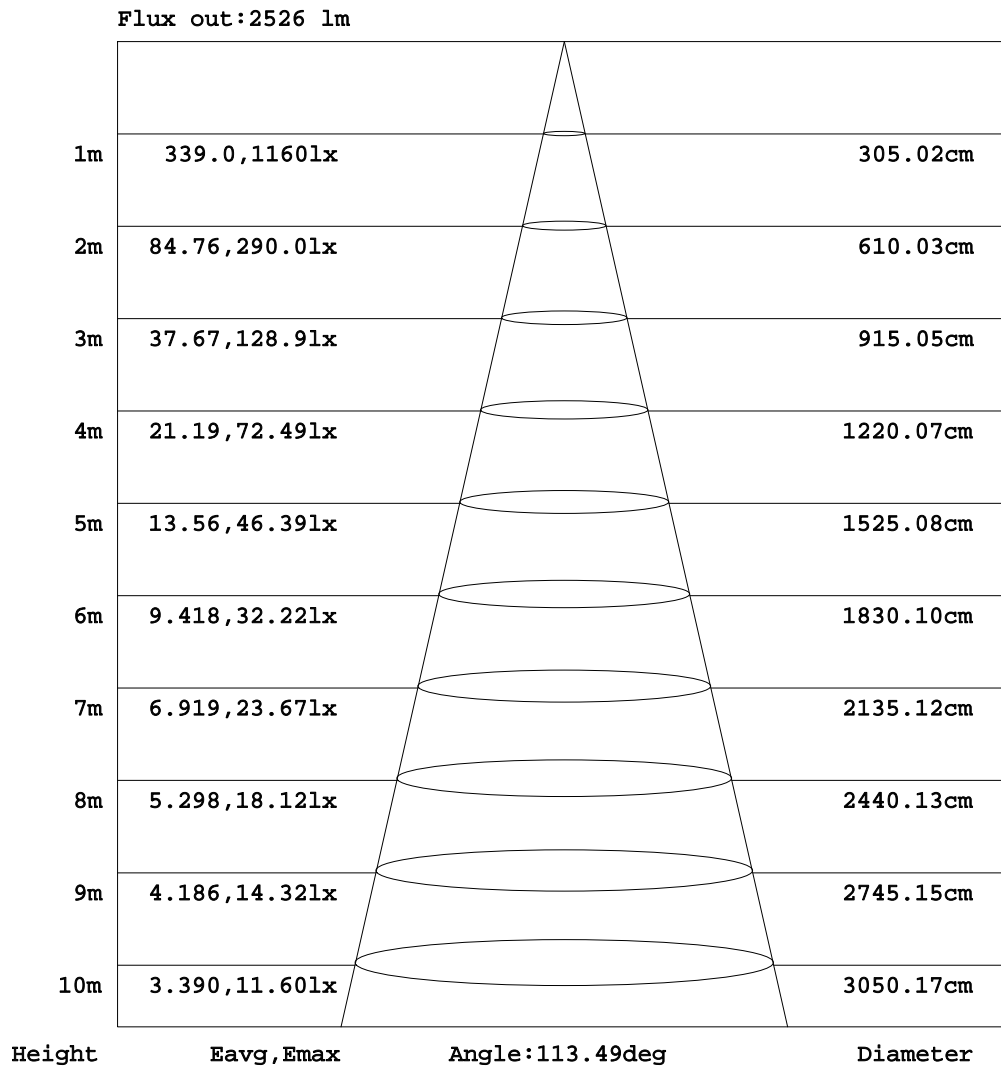 Flux out:2526 lm
1m 339.0,1160lx 305.02cm
2m 84.76,290.0lx 610.03cm
3m 37.67,128.9lx 915.05cm
4m 21.19,72.49lx 1220.07cm
5m 13.56,46.39lx 1525.08cm
6m 9.418,32.22lx 1830.10cm
7m 6.919,23.67lx 2135.12cm
8m 5.298,18.12lx 2440.13cm
9m 4.186,14.32lx 2745.15cm
10m 3.390,11.60lx 3050.17cm
Height Eavg,Emax Angle:113.49deg Diameter